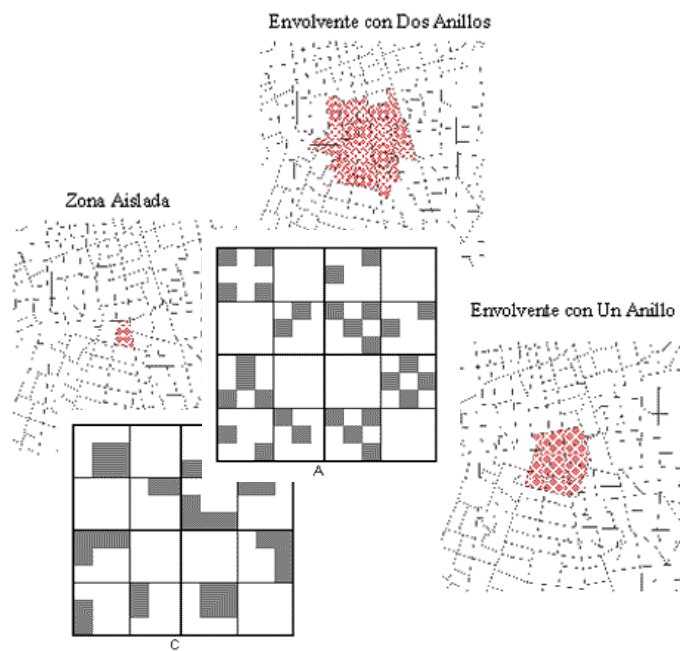 Envolvente con Dos Anillos
Zona Aislada
Envolvente con Un Anillo
A
C